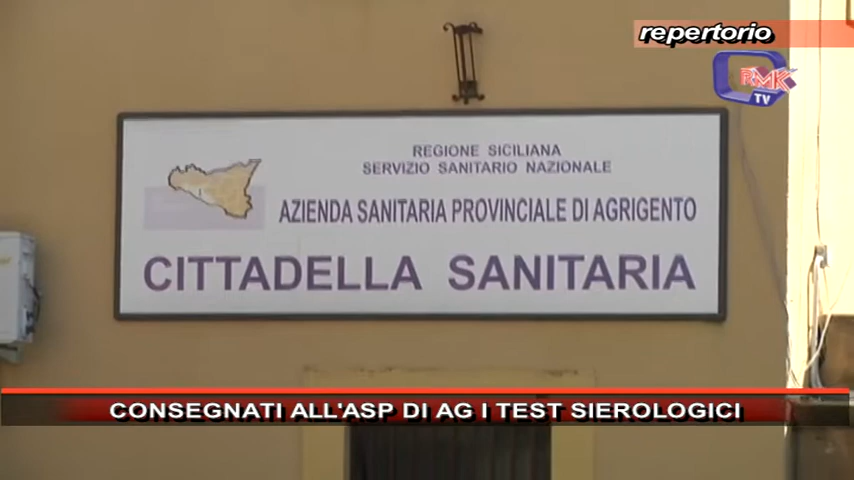 repertorio
RMK
TV
REGIONE SICILIANA
SERVIZIO SANITARIO NAZIONALE
AZIENDA SANITARIA PROVINCIALE DI AGRIGENTO
CITTADELLA SANITARIA
CONSEGNATI ALL'ASP DI AG I TEST SIEROLOGICI